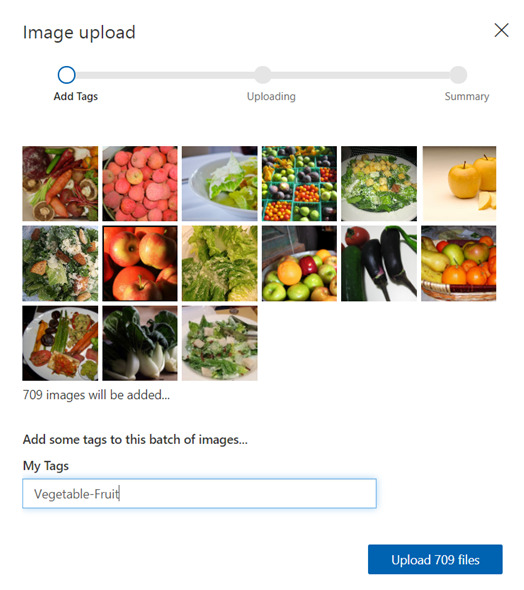 Image upload
Add Tags
Uploading
Summary
709 images will be added...
Add some tags to this batch of images...
My Tags
Vegetable-Fruit
Upload 709 files